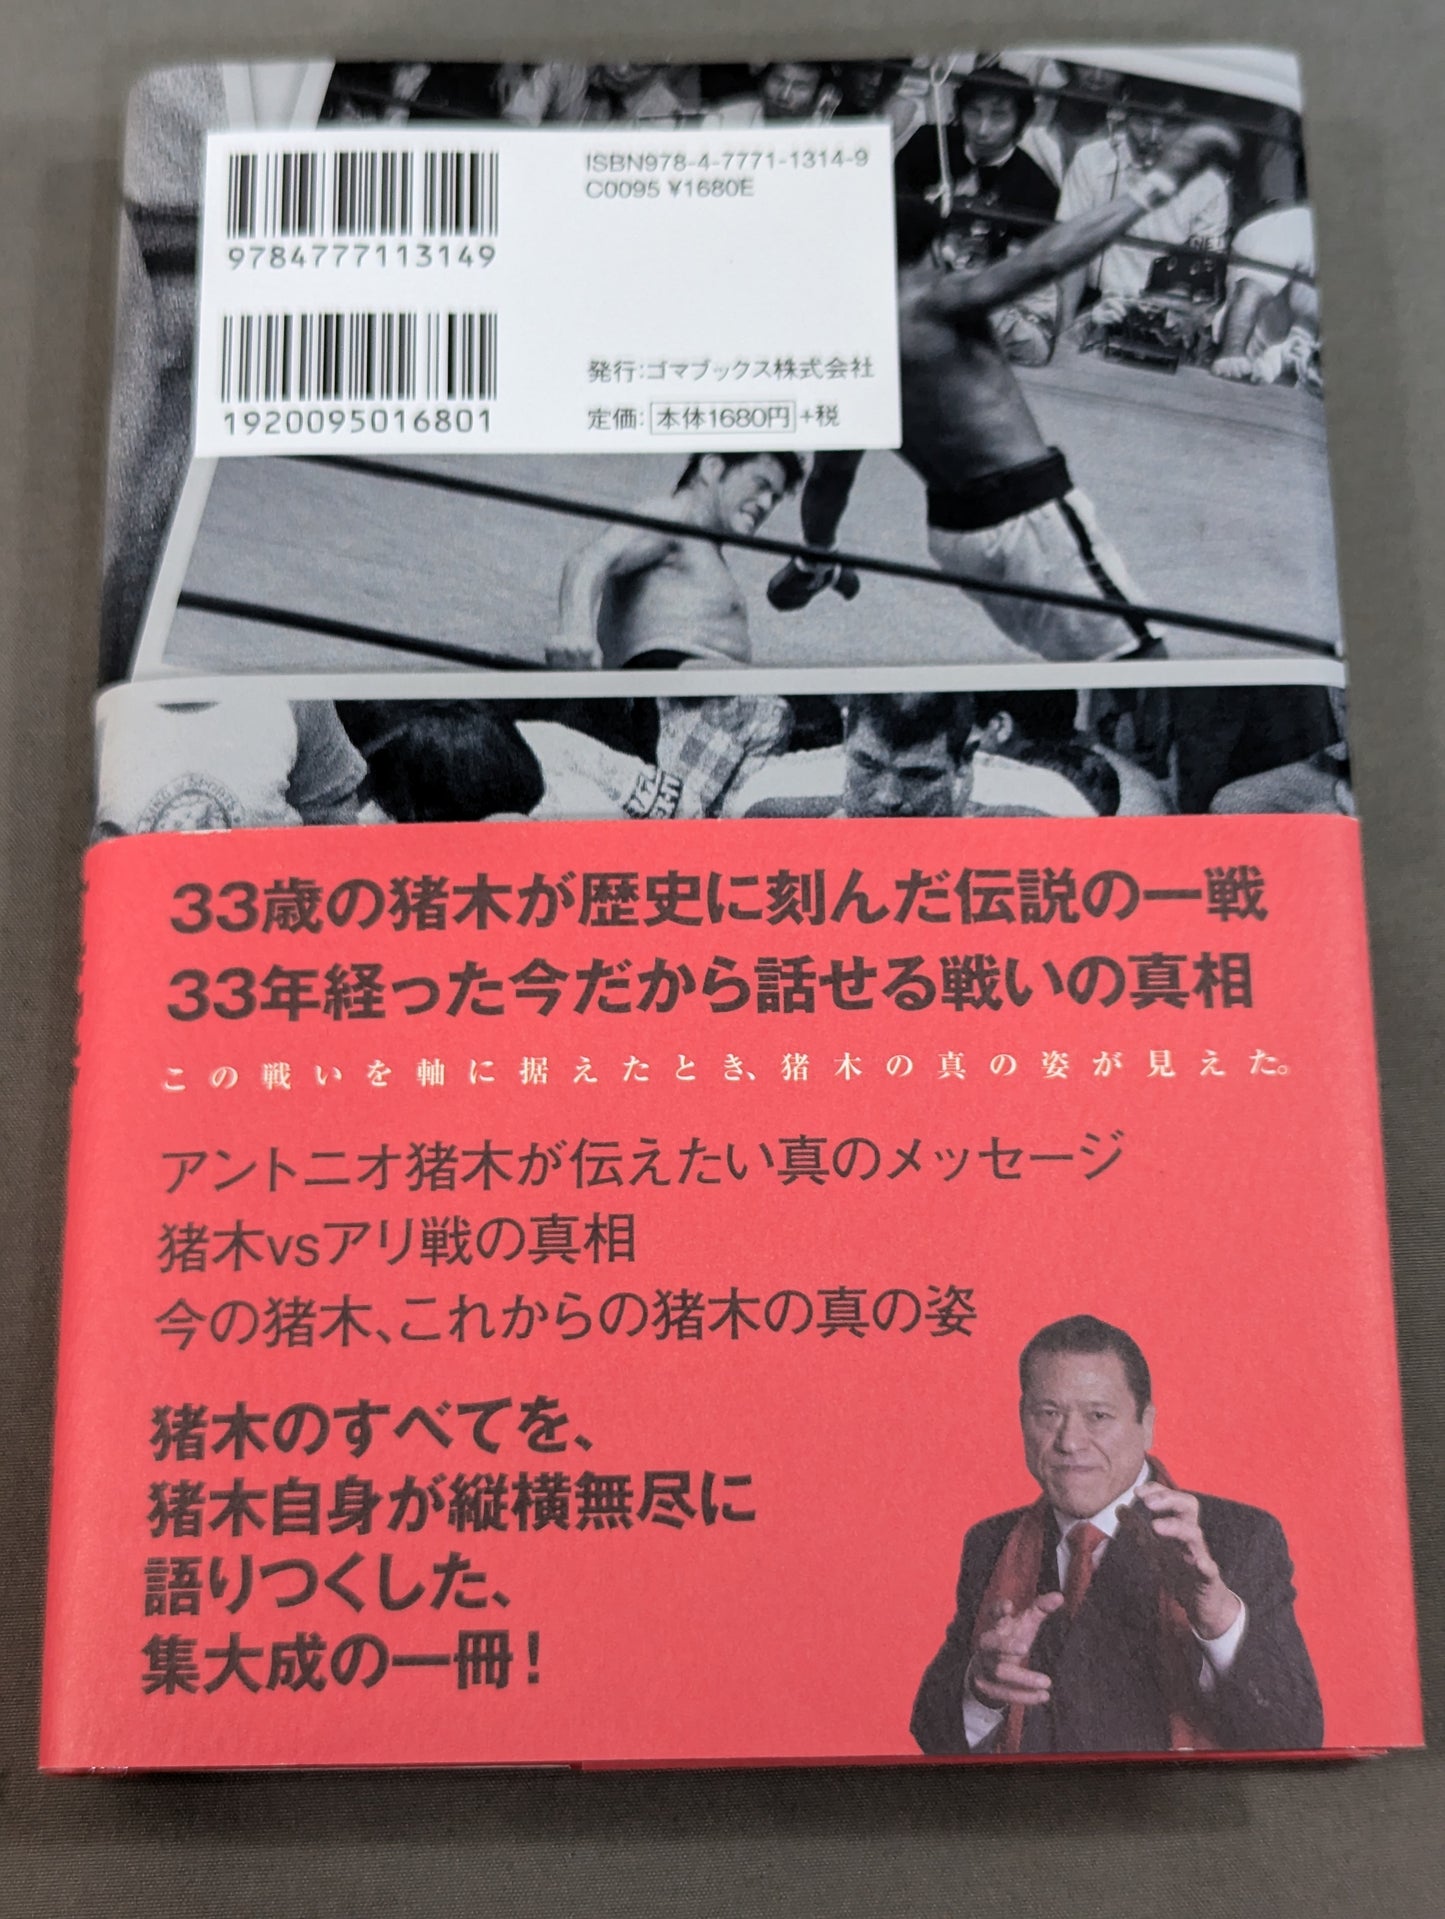 ISBN978-4-7771-1314-9
C0095 ¥1680E
9784777113149
1920095016801
発行:ゴマブックス株式会社
定価: 本体1680円 +税
33歳の猪木が歴史に刻んだ伝説の一戦
33年経った今だから話せる戦いの真相
この戦いを軸に据えたとき、猪木の真の姿が見えた。
アントニオ猪木が伝えたい真のメッセージ
猪木vsアリ戦の真相
今の猪木、これからの猪木の真の姿
猪木のすべてを、
猪木自身が縦横無尽に
語りつくした、
集大成の一冊!